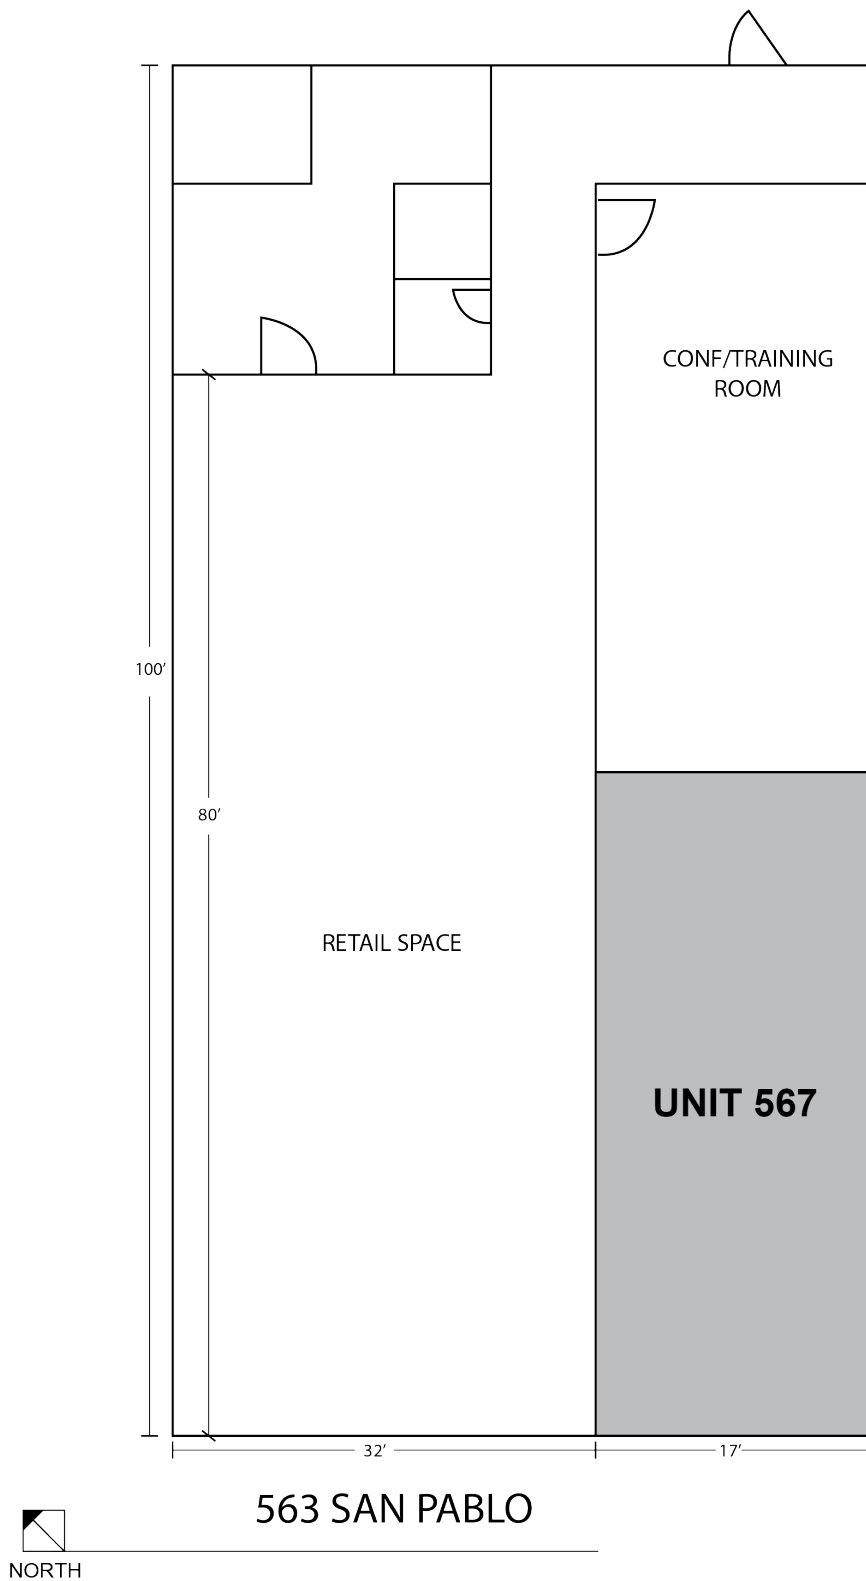 CONF/TRAINING
ROOM
100′
80′
RETAIL SPACE
UNIT 567
32′
17′
563 SAN PABLO
NORTH